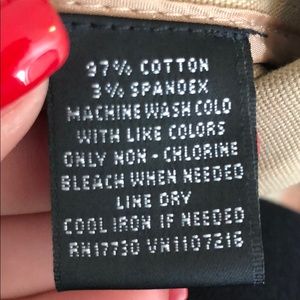 97% COTTON
3% SPANDEX
MACHINE WASH COLD
WITH LIKE COLORS
ONLY NON - CHLORINE
BLEACH WHEN NEEDED
LINE DRY
COOL IRON IF NEEDED
RN17730 VN1107216